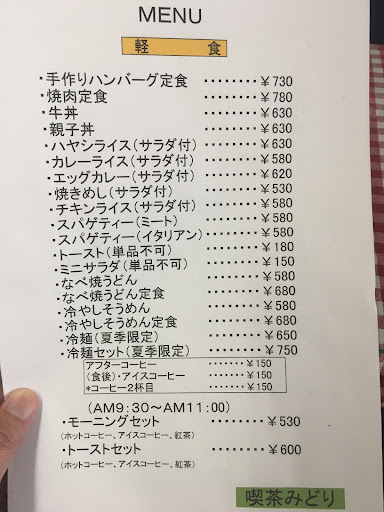 MENU
軽 食
・手作りハンバーグ定食 ････････￥730
・焼肉定食 ････････￥780
・牛丼 ････････￥630
・親子丼 ････････￥630
・ハヤシライス(サラダ付) ････････￥630
・カレーライス(サラダ付) ････････￥580
・エッグカレー(サラダ付) ････････￥620
・焼きめし(サラダ付) ････････￥530
・チキンライス(サラダ付) ････････￥580
・スパゲティー(ミート) ････････￥580
・スパゲティー(イタリアン) ････････￥580
・トースト(単品不可) ････････￥180
・ミニサラダ(単品不可) ････････￥150
・なべ焼うどん ････････￥580
・なべ焼うどん定食 ････････￥680
・冷やしそうめん ････････￥580
・冷やしそうめん定食 ････････￥680
・冷麺(夏季限定) ････････￥650
・冷麺セット(夏季限定) ････････￥750
アフターコーヒー ････････￥150
(食後)・アイスコーヒー ････････￥150
*コーヒー2杯目 ････････￥150
(AM9:30～AM11:00)
・モーニングセット ････････￥530
(ホットコーヒー、アイスコーヒー、紅茶)
・トーストセット ････････￥600
(ホットコーヒー、アイスコーヒー、紅茶)
喫茶みどり